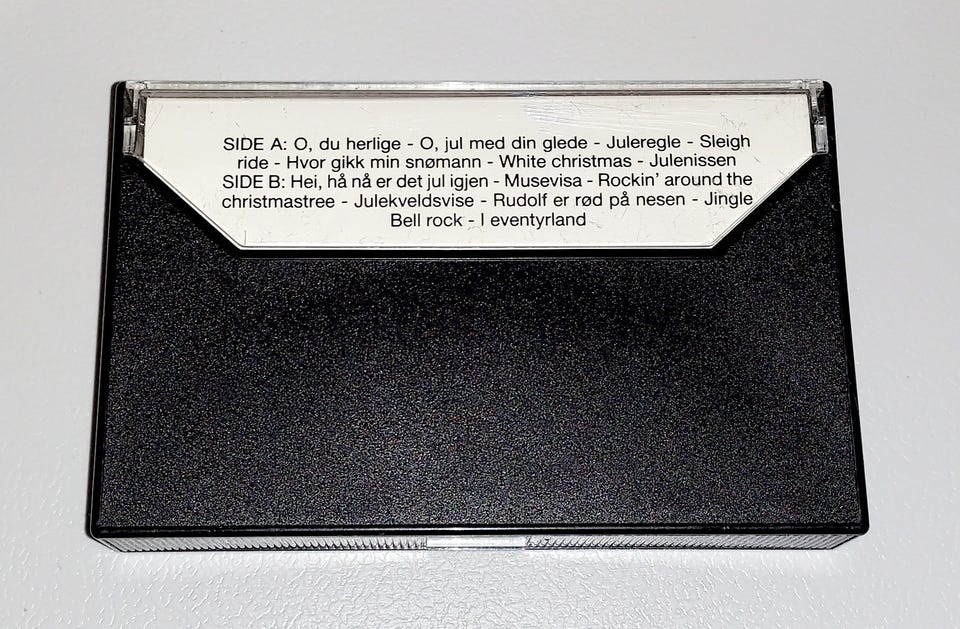 SIDE A: O, du herlige - O, jul med din glede - Juleregle - Sleigh
ride - Hvor gikk min snømann - White christmas - Julenissen
SIDE B: Hei, hå nå er det jul igjen - Musevisa - Rockin' around the
christmastree - Julekveldsvise - Rudolf er rød på nesen - Jingle
Bell rock - I eventyrland